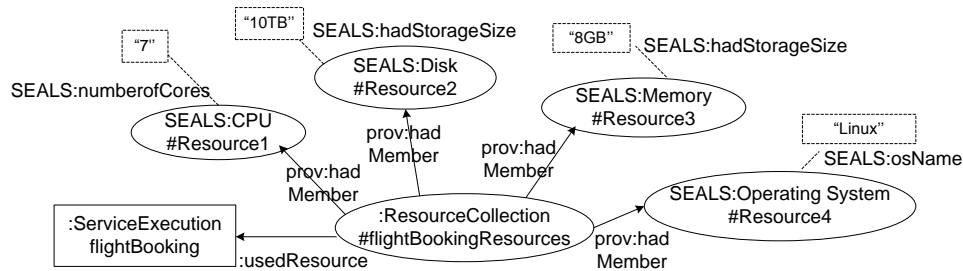 “10TB”
SEALS:hadStorageSize
“7”
“8GB”
SEALS:hadStorageSize
SEALS:Disk
#Resource2
SEALS:numberofCores
SEALS:Memory
#Resource3
SEALS:CPU
#Resource1
“Linux”
prov:had
Member
prov:had
Member
SEALS:osName
prov:had
Member
SEALS:Operating System
#Resource4
:ServiceExecution
flightBooking
:ResourceCollection
#flightBookingResources
prov:had
Member
:usedResource